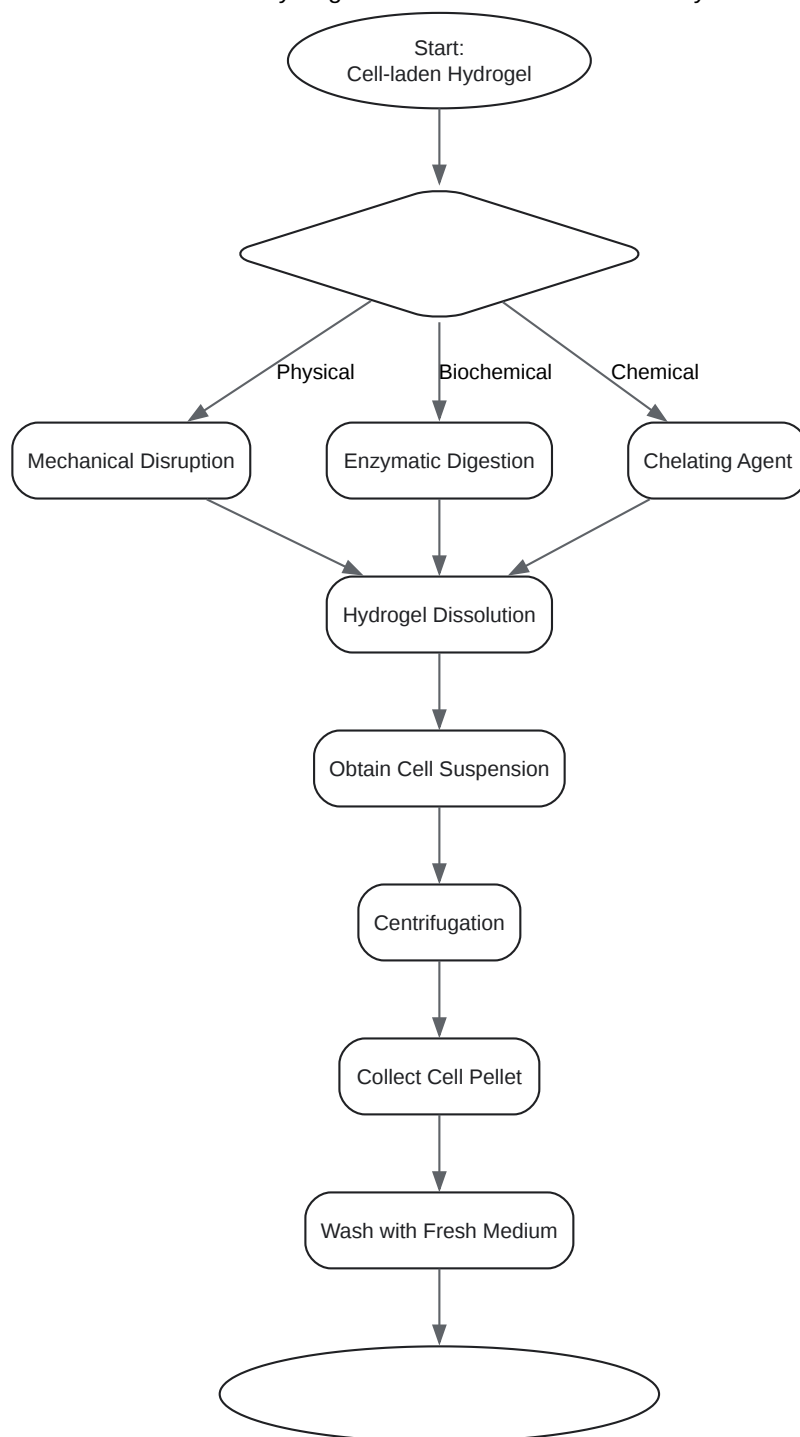 Start:
Cell-laden Hydrogel
Physical
Biochemical
Chemical
Mechanical Disruption
Enzymatic Digestion
Chelating Agent
Hydrogel Dissolution
Obtain Cell Suspension
Centrifugation
Collect Cell Pellet
Wash with Fresh Medium